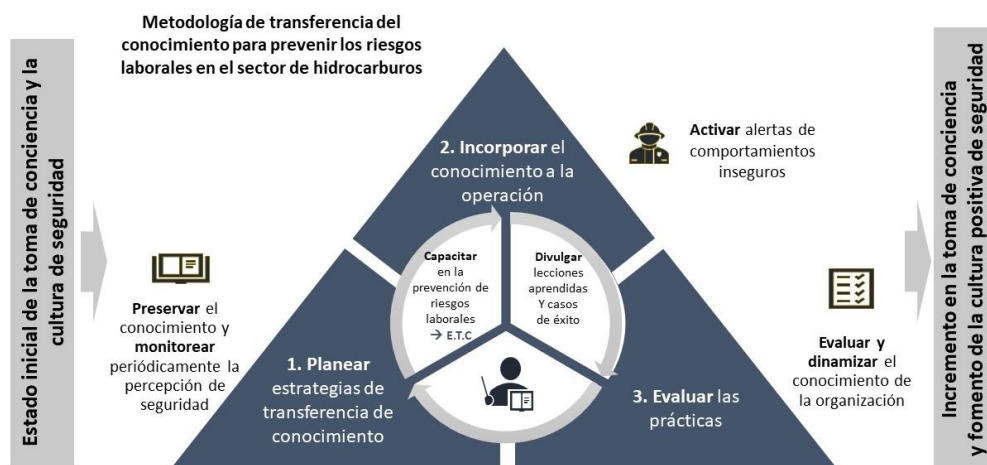 Metodología de transferencia del
conocimiento para prevenir los riesgos
laborales en el sector de hidrocarburos
Estado inicial de la toma de conciencia y la
cultura de seguridad
Preservar el
conocimiento y
monitorear
periódicamente la
percepción de
seguridad
1. Planear
estrategias de
transferencia de
conocimiento
2. Incorporar el
conocimiento a la
operación
Capacitar
en la
prevención de
riesgos
laborales
→ E.T.C
Divulgar
lecciones
aprendidas
Y casos
de éxito
3. Evaluar las
prácticas
Activar alertas de
comportamientos
inseguros
Evaluar y
dinamizar el
conocimiento de
la organización
Incremento en la toma de conciencia
y fomento de la cultura positiva de seguridad